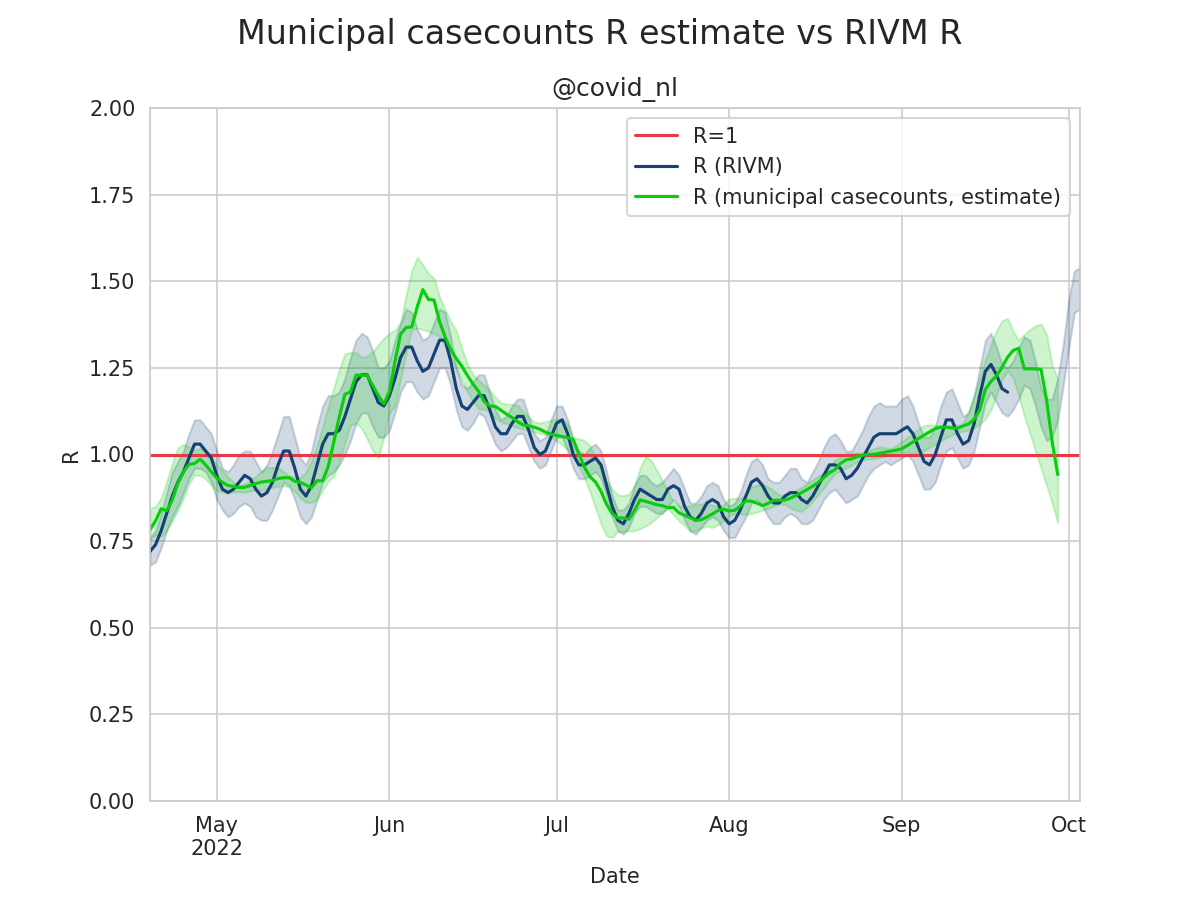 Municipal casecounts R estimate vs RIVM R
@covid_nl
R=1
R (RIVM)
R (municipal casecounts, estimate)
2.00
1.75
1.50
1.25
1.00
0.75
0.50
0.25
0.00
R
May
2022
Jun
Jul
Aug
Sep
Oct
Date